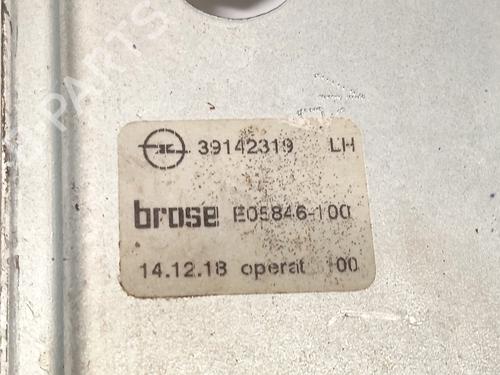 39142319 LH
brose E05846-100
14.12.18 operat 100